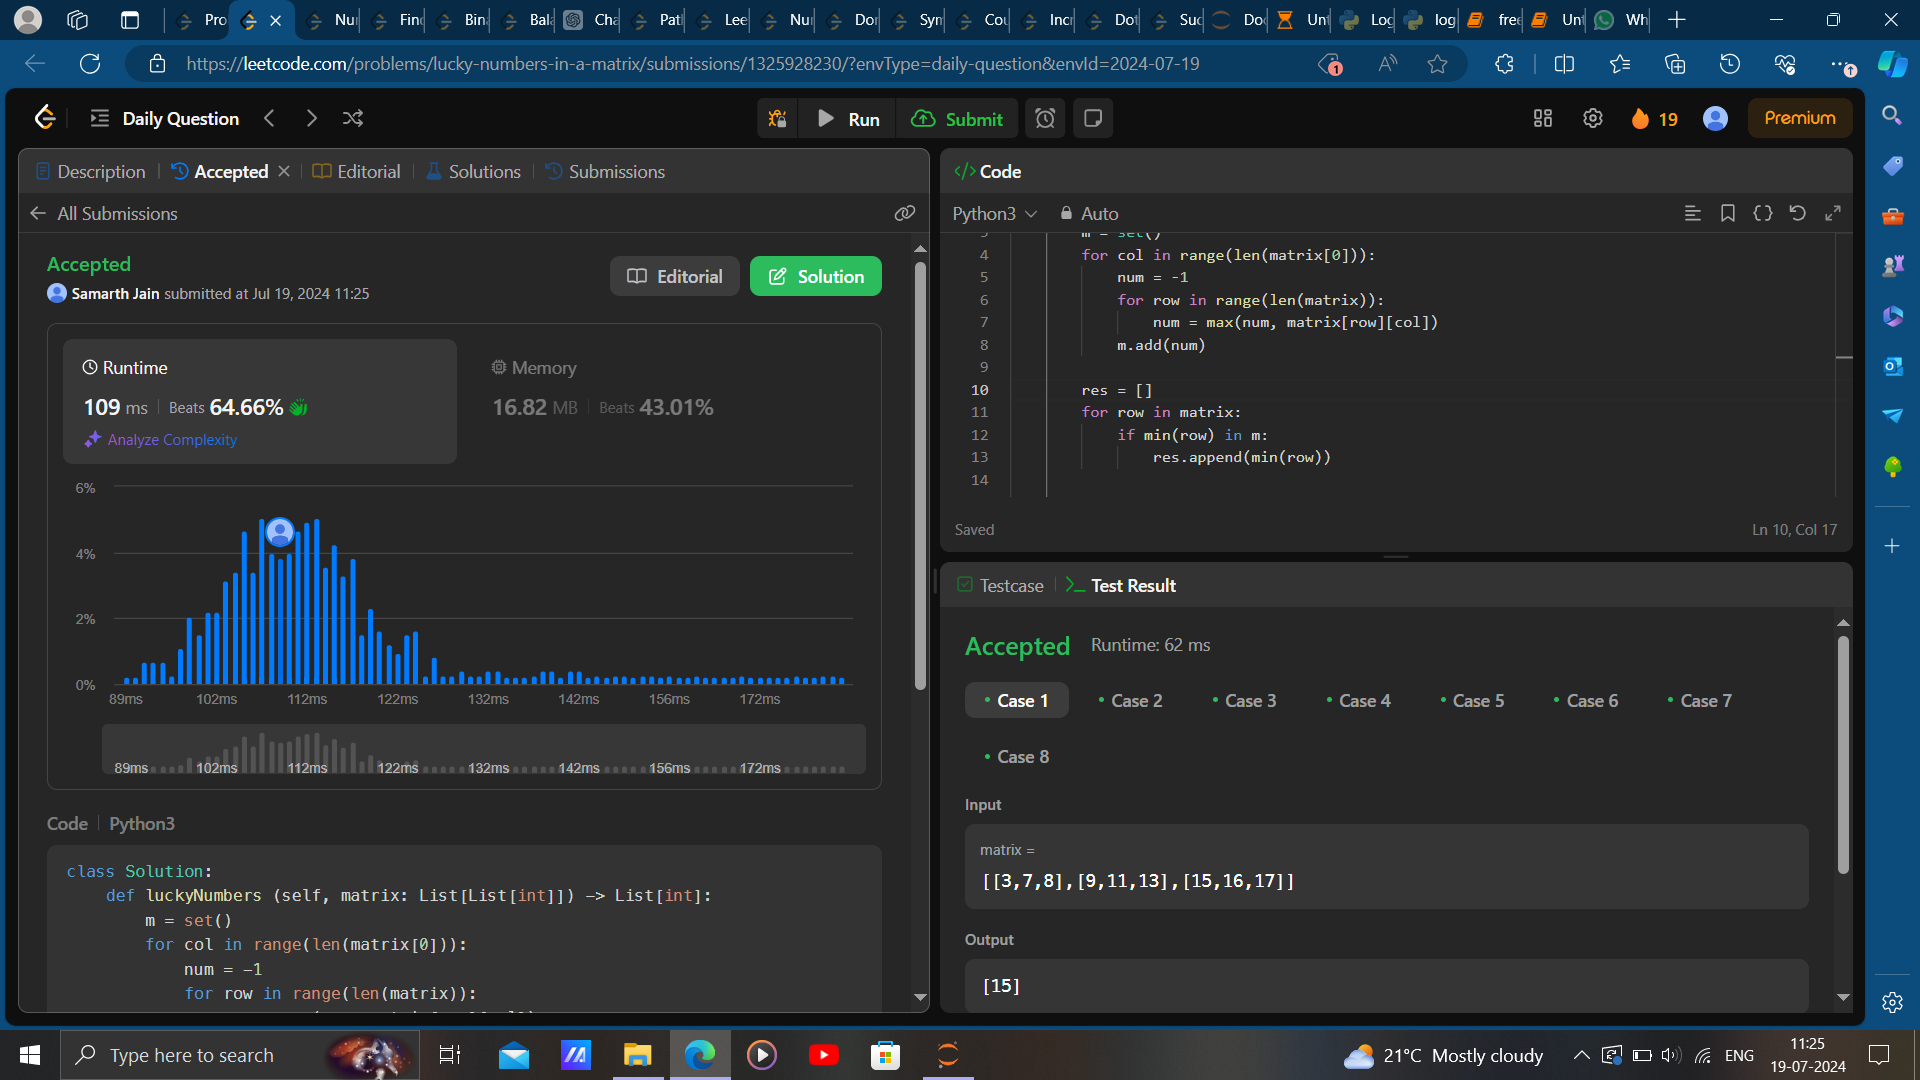 Pro
Nu
Fin
Bin
Bala
Cha
Pat
Lee
Nu
Dor
Sym
Cou
Incr
Dot
Suc
Do
Unt
Log
log
free
Unt
Wh
https://leetcode.com/problems/lucky-numbers-in-a-matrix/submissions/1325928230/?envType=daily-question&envId=2024-07-19
1
Daily Question
Run
Submit
19
Premium
Description
Accepted
Editorial
Solutions
Submissions
All Submissions
Accepted
Samarth Jain submitted at Jul 19, 2024 11:25
Editorial
Solution
Runtime
109 ms
Beats 64.66%
Analyze Complexity
Memory
16.82 MB
Beats 43.01%
6%
4%
2%
0%
89ms 102ms 112ms 122ms 132ms 142ms 156ms 172ms
89ms 102ms 112ms 122ms 132ms 142ms 156ms 172ms
Code
Python3
class Solution:
def luckyNumbers (self, matrix: List[List[int]]) -> List[int]:
m = set()
for col in range(len(matrix[0])):
num = -1
for row in range(len(matrix)):
</> Code
Python3
Auto
3 m = set()
4 for col in range(len(matrix[0])):
5 num = -1
6 for row in range(len(matrix)):
7 num = max(num, matrix[row][col])
8 m.add(num)
9
10 res = []
11 for row in matrix:
12 if min(row) in m:
13 res.append(min(row))
14
Saved
Ln 10, Col 17
Testcase
Test Result
Accepted
Runtime: 62 ms
Case 1
Case 2
Case 3
Case 4
Case 5
Case 6
Case 7
Case 8
Input
matrix =
[[3,7,8],[9,11,13],[15,16,17]]
Output
[15]
Type here to search
21°C Mostly cloudy
ENG
11:25
19-07-2024